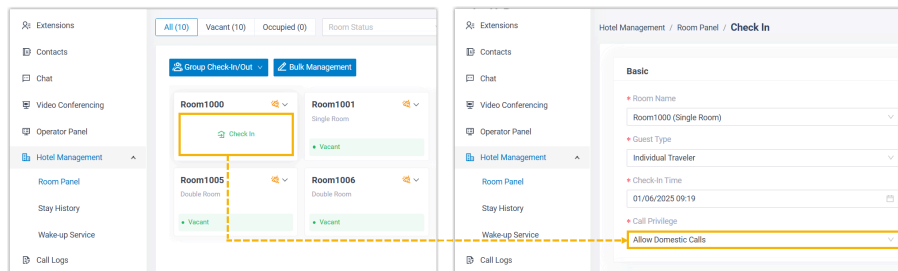 Extensions
Contacts
Chat
Video Conferencing
Operator Panel
Hotel Management
Room Panel
Stay History
Wake-up Service
Call Logs
All (10) Vacant (10) Occupied (0) Room Status
Group Check-In/Out Bulk Management
Room1000
Check In
Room1001
Single Room
Vacant
Room1005
Double Room
Vacant
Room1006
Double Room
Vacant
Extensions
Contacts
Chat
Video Conferencing
Operator Panel
Hotel Management
Room Panel
Stay History
Wake-up Service
Call Logs
Hotel Management / Room Panel / Check In
Basic
* Room Name
Room1000 (Single Room)
* Guest Type
Individual Traveler
* Check-In Time
01/06/2025 09:19
* Call Privilege
Allow Domestic Calls